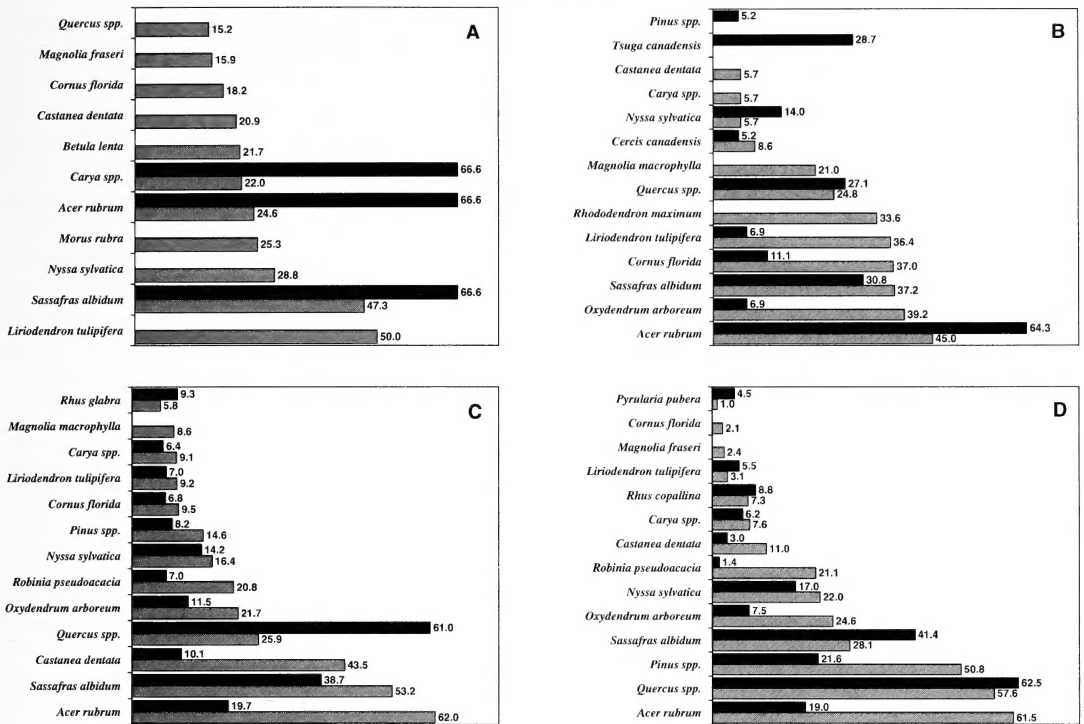 A
Quercus spp. 15.2
Magnolia fraseri 15.9
Cornus florida 18.2
Castanea dentata 20.9
Betula lenta 21.7
Carya spp. 66.6 22.0
Acer rubrum 66.6 24.6
Morus rubra 25.3
Nyssa sylvatica 28.8
Sassafras albidum 66.6 47.3
Liriodendron tulipifera 50.0
B
Pinus spp. 5.2
Tsuga canadensis 28.7
Castanea dentata 5.7
Carya spp. 5.7
Nyssa sylvatica 14.0 5.7
Cercis canadensis 5.2 8.6
Magnolia macrophylla 21.0
Quercus spp. 27.1 24.8
Rhododendron maximum 33.6
Liriodendron tulipifera 6.9 36.4
Cornus florida 11.1 37.0
Sassafras albidum 30.8 37.2
Oxydendrum arboreum 6.9 39.2
Acer rubrum 64.3 45.0
C
Rhus glabra 9.3 5.8
Magnolia macrophylla 8.6
Carya spp. 6.4 9.1
Liriodendron tulipifera 7.0 9.2
Cornus florida 6.8 9.5
Pinus spp. 8.2 14.6
Nyssa sylvatica 14.2 16.4
Robinia pseudoacacia 7.0 20.8
Oxydendrum arboreum 11.5 21.7
Quercus spp. 61.0 25.9
Castanea dentata 10.1 43.5
Sassafras albidum 38.7 53.2
Acer rubrum 19.7 62.0
D
Pyrularia pubera 4.5 1.0
Cornus florida 2.1
Magnolia fraseri 2.4
Liriodendron tulipifera 5.5 3.1
Rhus copallina 8.8 7.3
Carya spp. 6.2 7.6
Castanea dentata 3.0 11.0
Robinia pseudoacacia 1.4 21.1
Nyssa sylvatica 17.0 22.0
Oxydendrum arboreum 7.5 24.6
Sassafras albidum 41.4 28.1
Pinus spp. 21.6 50.8
Quercus spp. 62.5 57.6
Acer rubrum 19.0 61.5